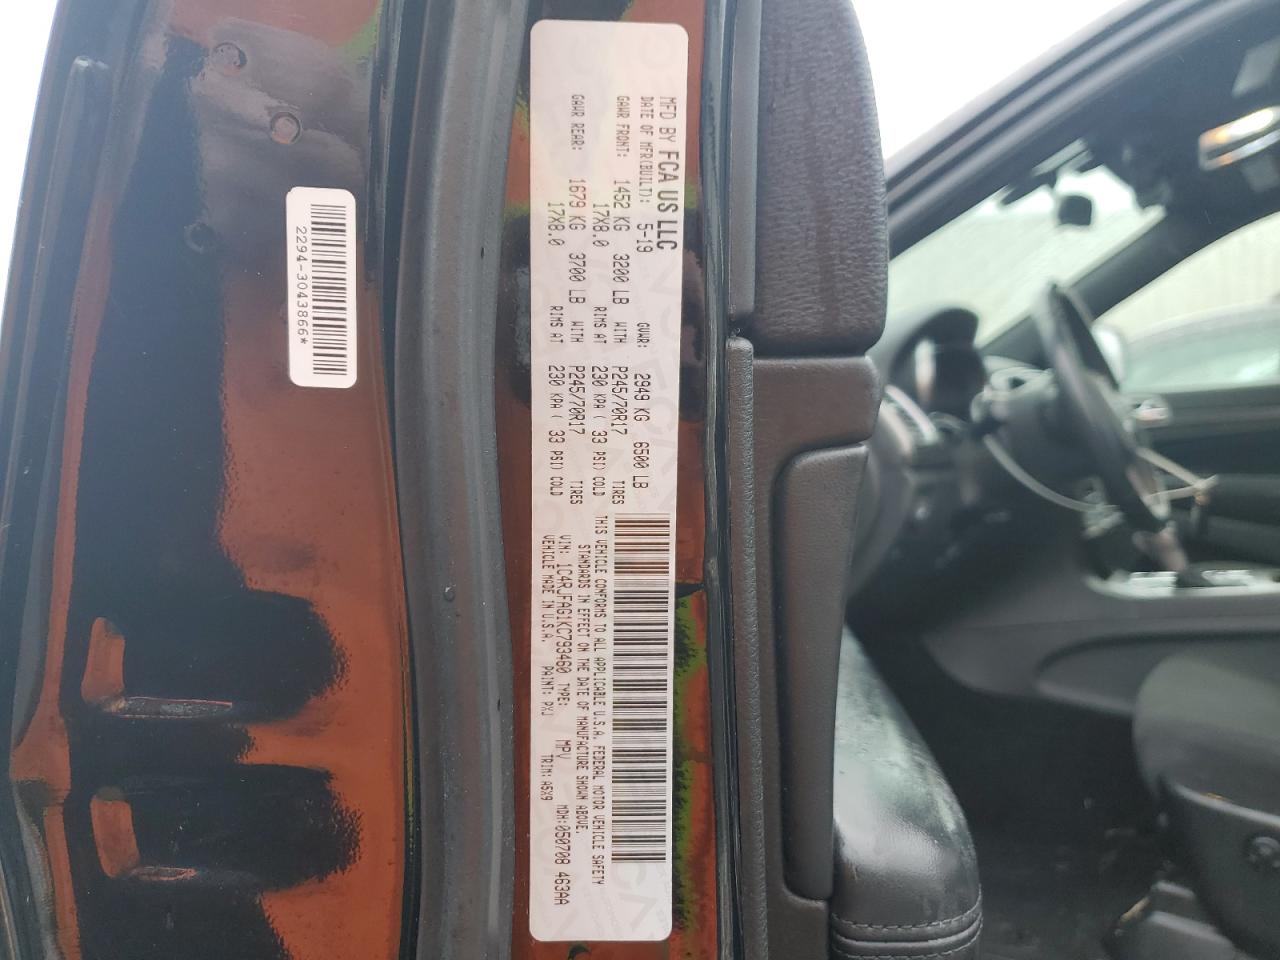 MFD BY FCA US LLC
DATE OF MFR(BUILT): 5-19 GVWR: 2949 KG 6500 LB
GAWR FRONT: 1452 KG 3200 LB WITH P245/70R17 TIRES
17X8.0 RIMS AT 230 KPA ( 33 PSI) COLD
GAWR REAR: 1679 KG 3700 LB WITH P245/70R17 TIRES
17X8.0 RIMS AT 230 KPA ( 33 PSI) COLD
THIS VEHICLE CONFORMS TO ALL APPLICABLE U.S.A. FEDERAL MOTOR VEHICLE SAFETY
STANDARDS IN EFFECT ON THE DATE OF MANUFACTURE SHOWN ABOVE.
VIN: 1C4RJFAG1KC793460 TYPE: MPV MDH:050708 463AA
VEHICLE MADE IN U.S.A. PAINT: PXJ TRIM: A5X9
2294-3043866*